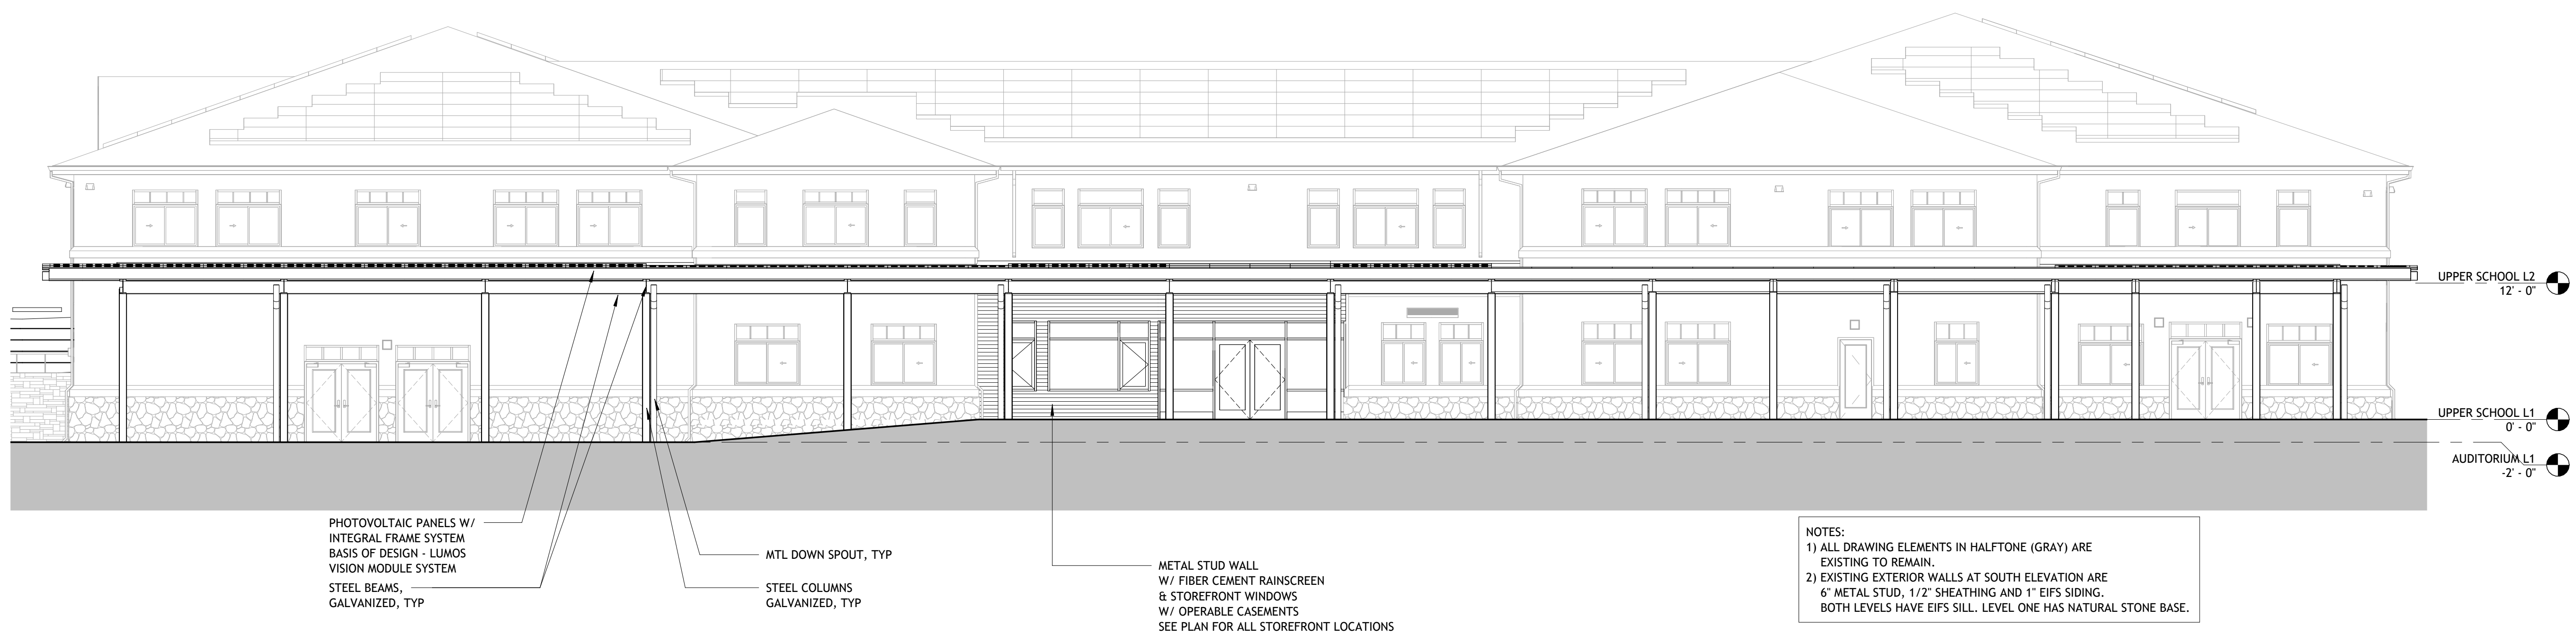 UPPER SCHOOL L2
12' - 0"
UPPER SCHOOL L1
0' - 0"
AUDITORIUM L1
-2' - 0"
PHOTOVOLTAIC PANELS W/
INTEGRAL FRAME SYSTEM
BASIS OF DESIGN - LUMOS
VISION MODULE SYSTEM
STEEL BEAMS,
GALVANIZED, TYP
MTL DOWN SPOUT, TYP
STEEL COLUMNS
GALVANIZED, TYP
METAL STUD WALL
W/ FIBER CEMENT RAINSCREEN
& STOREFRONT WINDOWS
W/ OPERABLE CASEMENTS
SEE PLAN FOR ALL STOREFRONT LOCATIONS
NOTES:
1) ALL DRAWING ELEMENTS IN HALFTONE (GRAY) ARE
EXISTING TO REMAIN.
2) EXISTING EXTERIOR WALLS AT SOUTH ELEVATION ARE
6" METAL STUD, 1/2" SHEATHING AND 1" EIFS SIDING.
BOTH LEVELS HAVE EIFS SILL. LEVEL ONE HAS NATURAL STONE BASE.